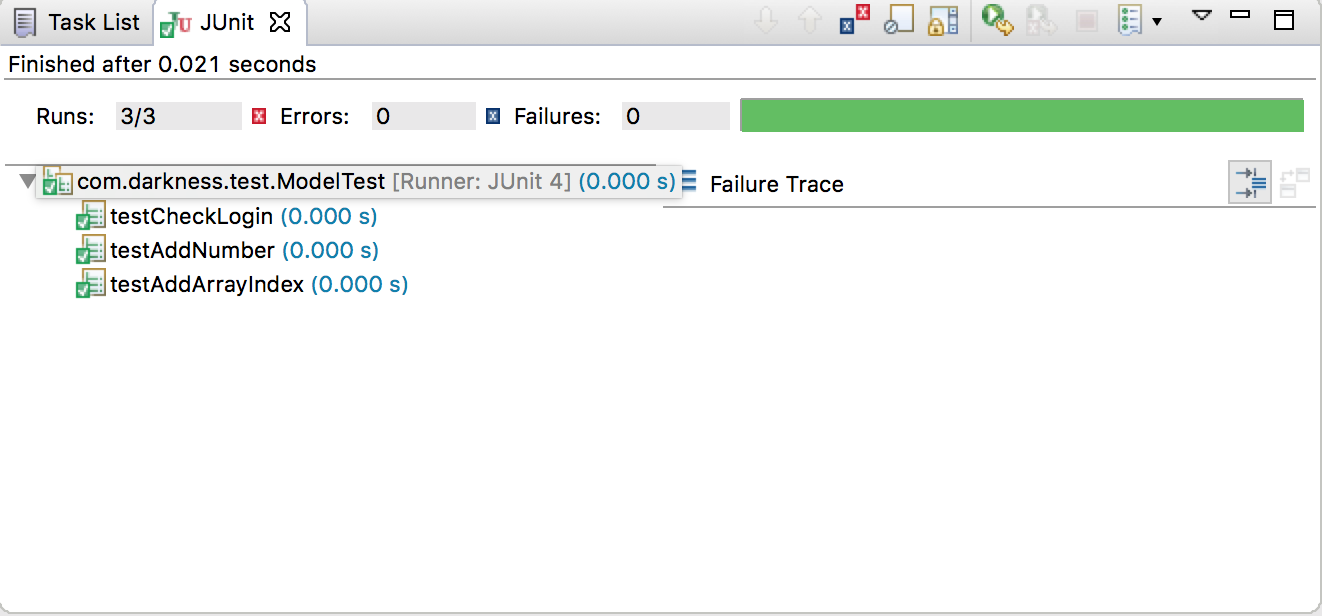 Task List JUnit
Finished after 0.021 seconds
Runs: 3/3 Errors: 0 Failures: 0
com.darkness.test.ModelTest [Runner: JUnit 4] (0.000 s)
Failure Trace
testCheckLogin (0.000 s)
testAddNumber (0.000 s)
testAddArrayIndex (0.000 s)